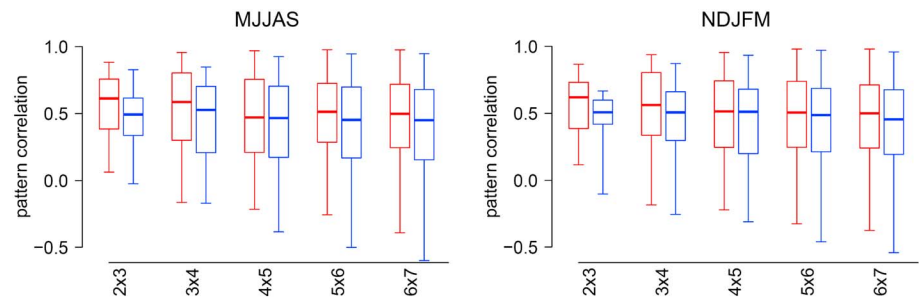 MJJAS
pattern correlation
1.0
0.5
0.0
−0.5
2x3
3x4
4x5
5x6
6x7
NDJFM
pattern correlation
1.0
0.5
0.0
−0.5
2x3
3x4
4x5
5x6
6x7